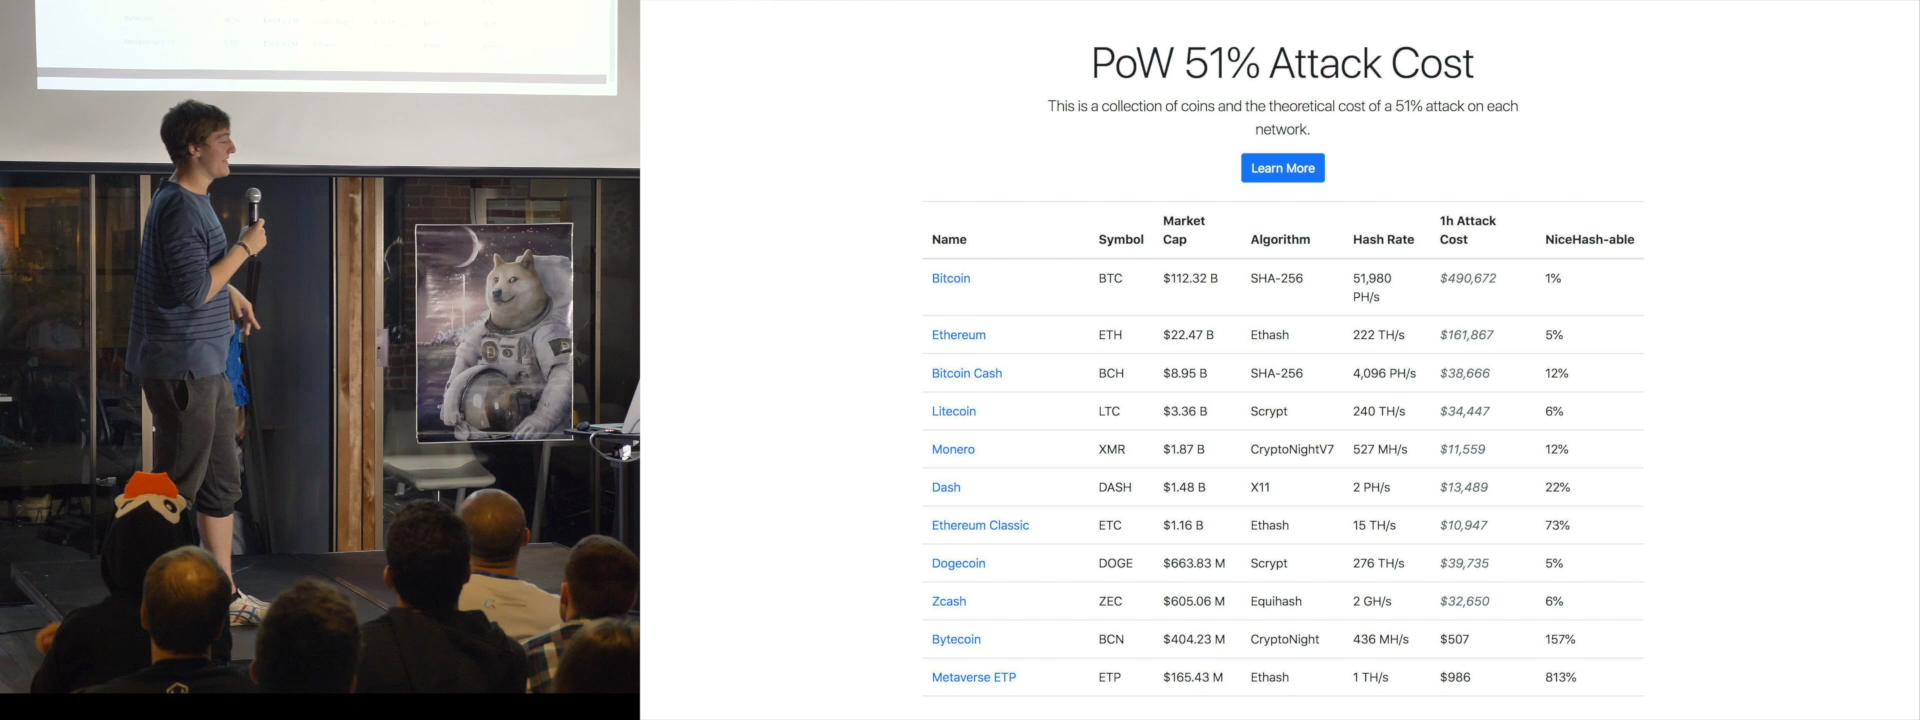 PoW 51% Attack Cost
This is a collection of coins and the theoretical cost of a 51% attack on each
network.
Learn More
Name Symbol Market Cap Algorithm Hash Rate 1h Attack Cost NiceHash-able
Bitcoin BTC $112.32 B SHA-256 51,980 PH/s $490,672 1%
Ethereum ETH $22.47 B Ethash 222 TH/s $161,867 5%
Bitcoin Cash BCH $8.95 B SHA-256 4,096 PH/s $38,666 12%
Litecoin LTC $3.36 B Scrypt 240 TH/s $34,447 6%
Monero XMR $1.87 B CryptoNightV7 527 MH/s $11,559 12%
Dash DASH $1.48 B X11 2 PH/s $13,489 22%
Ethereum Classic ETC $1.16 B Ethash 15 TH/s $10,947 73%
Dogecoin DOGE $663.83 M Scrypt 276 TH/s $39,735 5%
Zcash ZEC $605.06 M Equihash 2 GH/s $32,650 6%
Bytecoin BCN $404.23 M CryptoNight 436 MH/s $507 157%
Metaverse ETP ETP $165.43 M Ethash 1 TH/s $986 813%